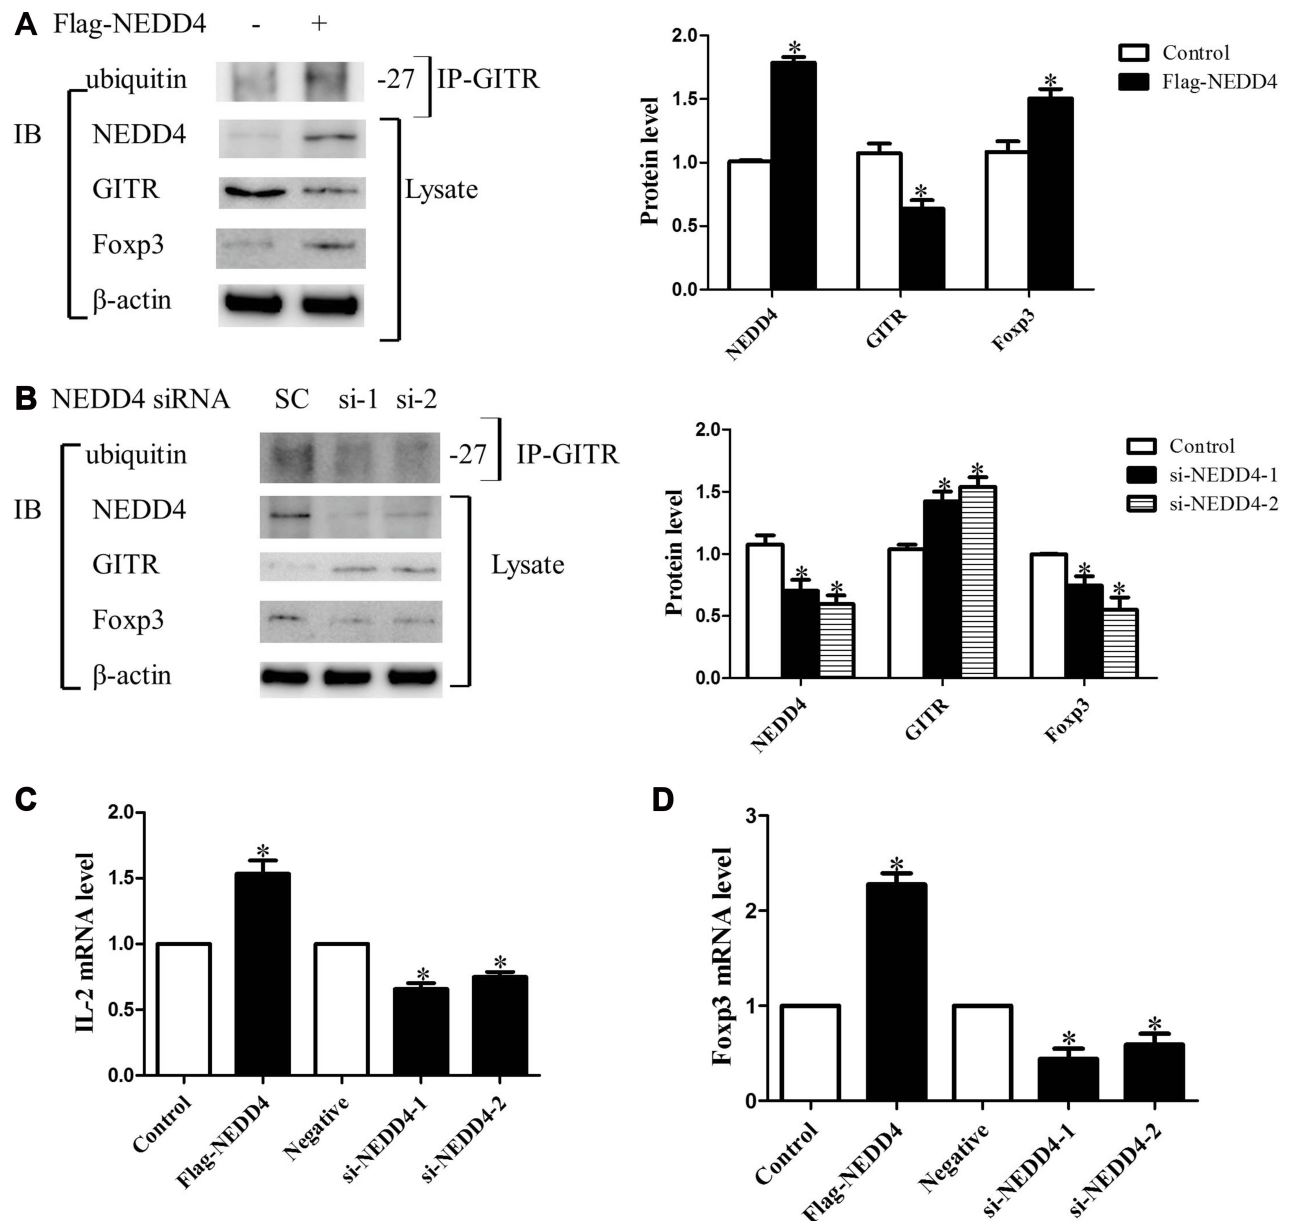 A Flag-NEDD4 - +
ubiquitin -27 IP-GITR
IB NEDD4
GITR Lysate
Foxp3
β-actin
Protein level
2.0
1.5
1.0
0.5
0.0
* * *
NEDD4 GITR Foxp3
Control
Flag-NEDD4
B NEDD4 siRNA SC si-1 si-2
ubiquitin -27 IP-GITR
IB NEDD4
GITR Lysate
Foxp3
β-actin
Protein level
2.0
1.5
1.0
0.5
0.0
* * * * * *
NEDD4 GITR Foxp3
Control
si-NEDD4-1
si-NEDD4-2
C
IL-2 mRNA level
2.0
1.5
1.0
0.5
0.0
* * *
Control Flag-NEDD4 Negative si-NEDD4-1 si-NEDD4-2
D
Foxp3 mRNA level
3
2
1
0
* * *
Control Flag-NEDD4 Negative si-NEDD4-1 si-NEDD4-2